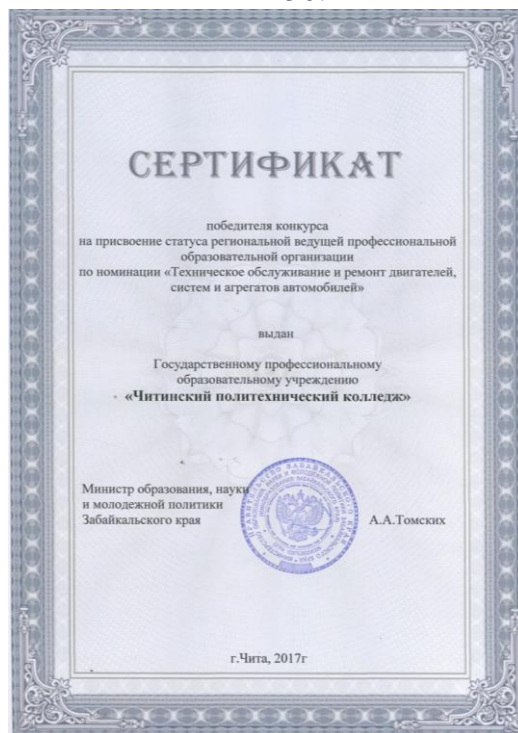 СЕРТИФИКАТ
победителя конкурса
на присвоение статуса региональной ведущей профессиональной
образовательной организации
по номинации «Техническое обслуживание и ремонт двигателей,
систем и агрегатов автомобилей»
выдан
Государственному профессиональному
образовательному учреждению
«Читинский политехнический колледж»
Министр образования, науки
и молодежной политики
Забайкальского края
А.А.Томских
г.Чита, 2017г